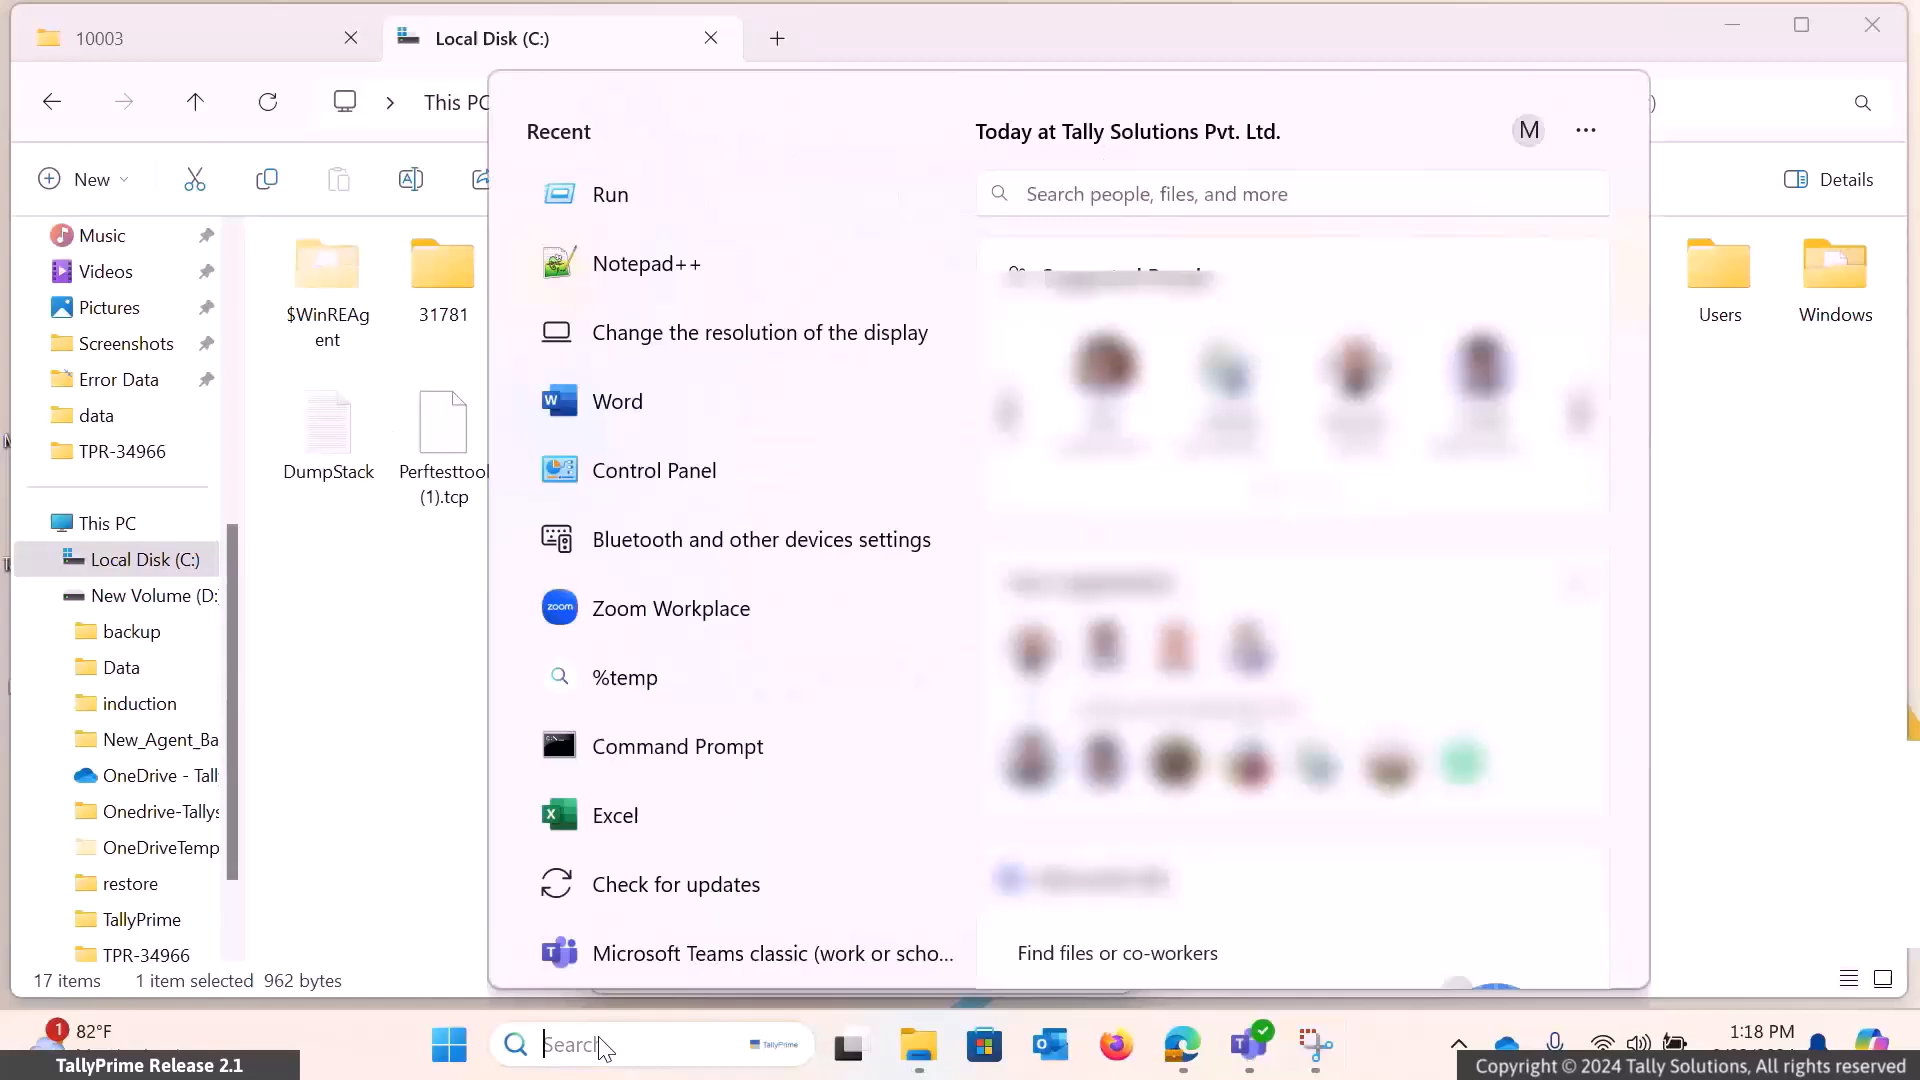 10003
Local Disk (C:)
This PC
New
Details
Music
Videos
Pictures
Screenshots
Error Data
data
TPR-34966
This PC
Local Disk (C:)
New Volume (D:
backup
Data
induction
New_Agent_Ba
OneDrive - Tall
Onedrive-Tallys
OneDriveTemp
restore
TallyPrime
TPR-34966
$WinREAg
ent
31781
DumpStack
Perftesttool
(1).tcp
Users
Windows
17 items 1 item selected 962 bytes
Recent
Run
Notepad++
Change the resolution of the display
Word
Control Panel
Bluetooth and other devices settings
Zoom Workplace
zoom
%temp
Command Prompt
Excel
Check for updates
Microsoft Teams classic (work or scho...
Today at Tally Solutions Pvt. Ltd.
M
Search people, files, and more
Find files or co-workers
1
82°F
Search
TallyPrime
1:18 PM
TallyPrime Release 2.1
Copyright © 2024 Tally Solutions, All rights reserved